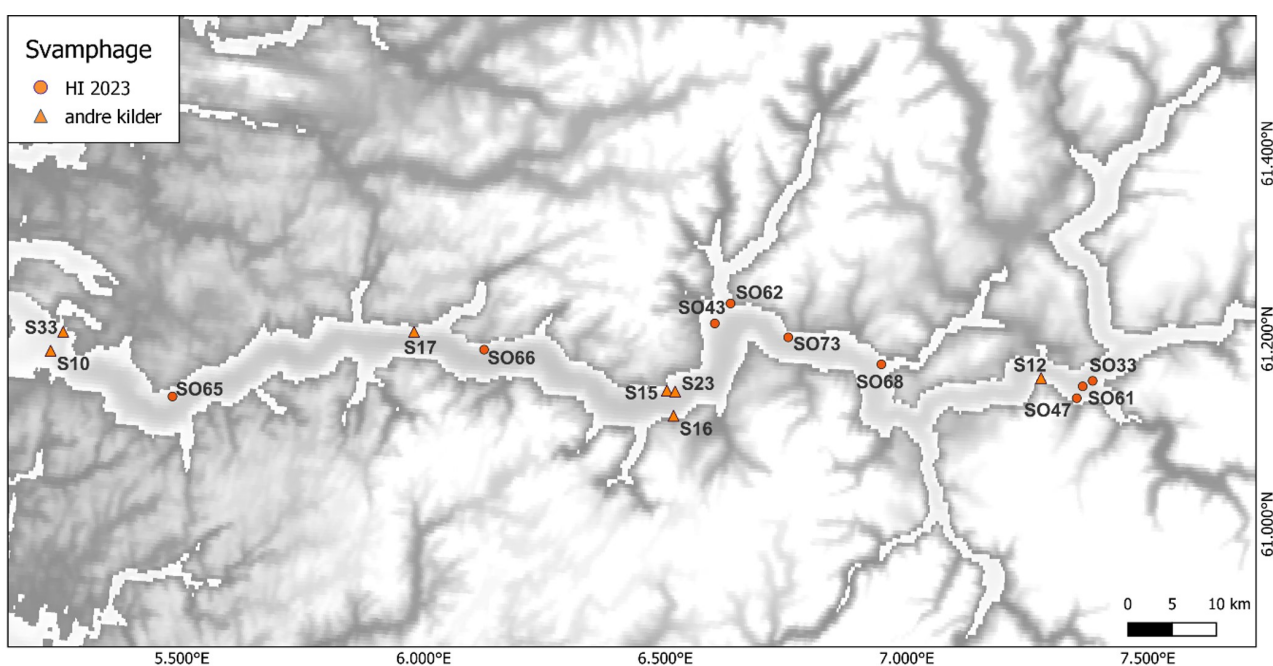 Svamphage
HI 2023
andre kilder
61.400°N
SO62
SO43
S33
S17
61.200°N
S10
SO66
SO73
S12
SO33
SO68
S15
S23
SO65
SO61
SO47
S16
61.000°N
0 5 10 km
5.500°E 6.000°E 6.500°E 7.000°E 7.500°E